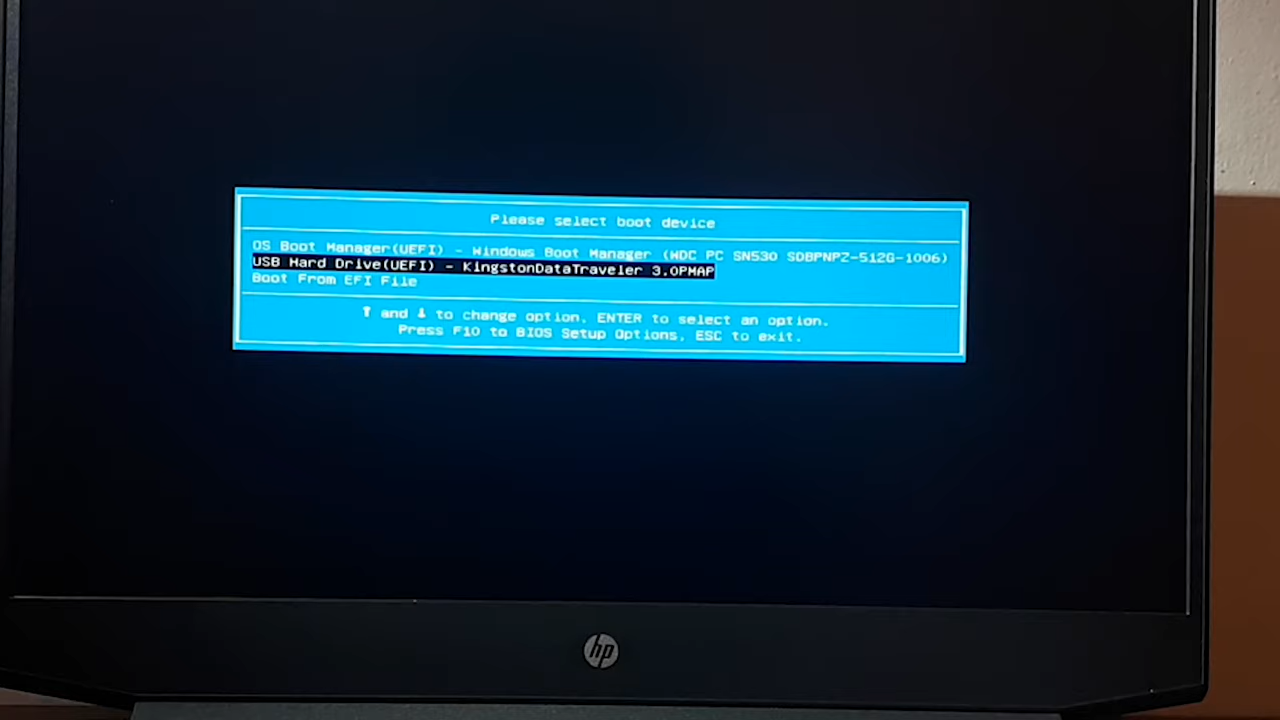 Please select boot device
OS Boot Manager(UEFI) - Windows Boot Manager (WDC PC SN530 SDBPNPZ-512G-1006)
USB Hard Drive(UEFI) - KingstonDataTraveler 3.0PMAP
Boot From EFI File
↑ and ↓ to change option, ENTER to select an option.
Press F10 to BIOS Setup Options, ESC to exit.
hp